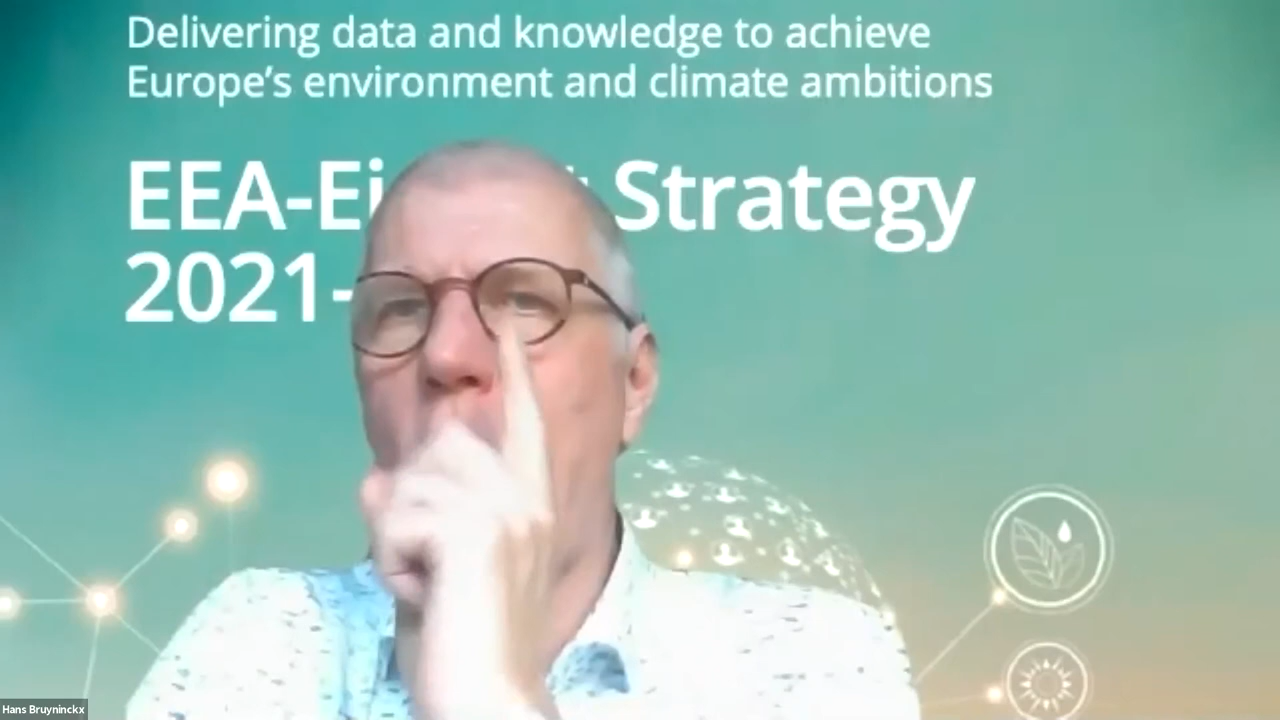 Delivering data and knowledge to achieve
Europe's environment and climate ambitions
EEA-Ei Strategy
2021-
Hans Bruyninckx